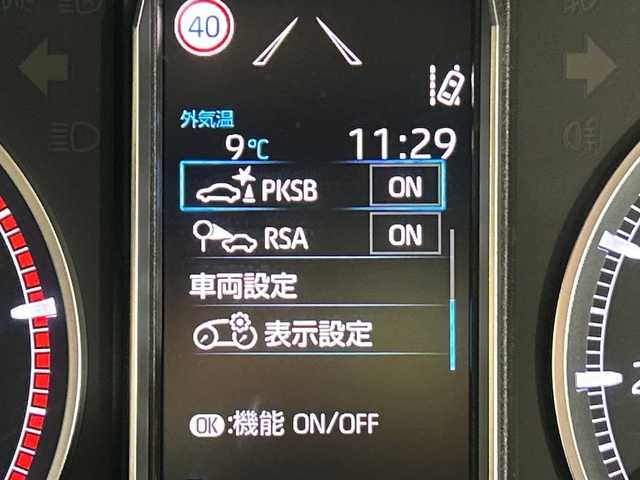 40
外気温
9℃ 11:29
PKSB ON
RSA ON
車両設定
表示設定
OK:機能 ON/OFF